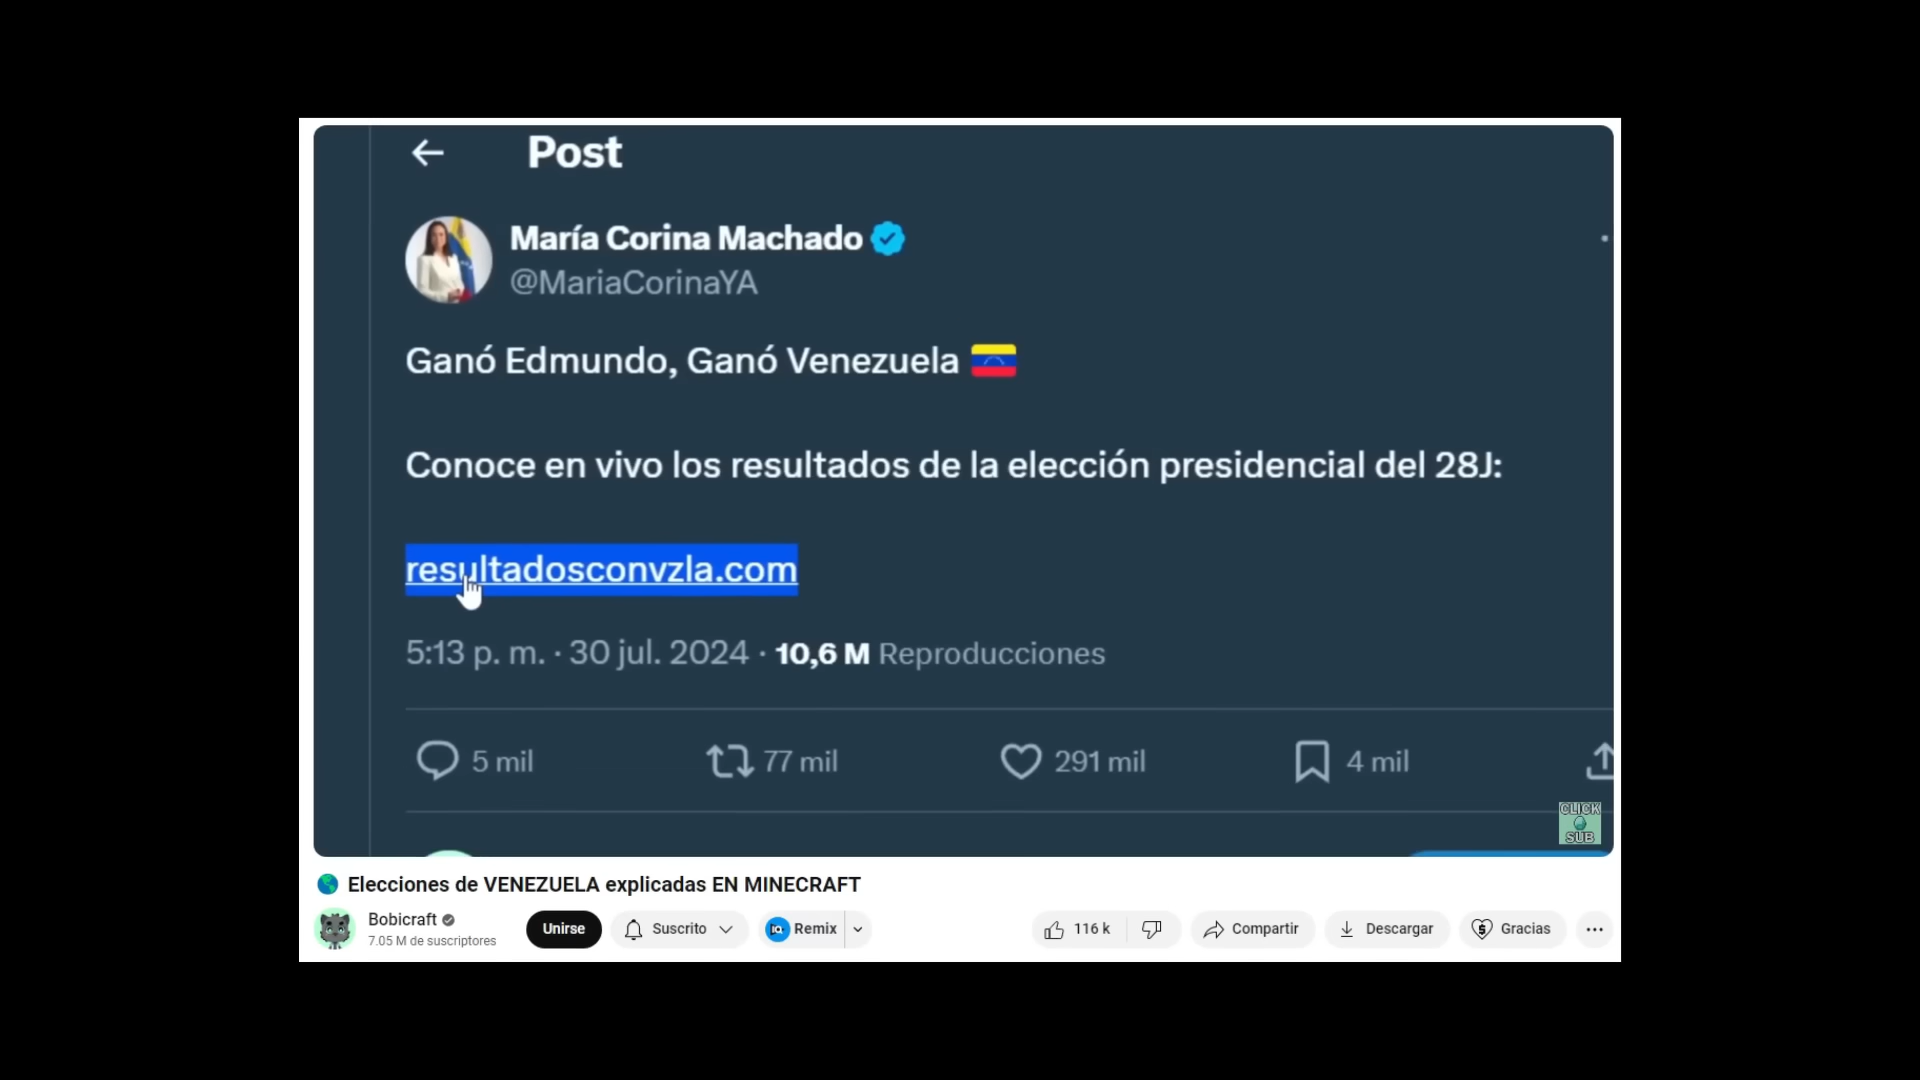 Post
María Corina Machado
@MariaCorinaYA
Ganó Edmundo, Ganó Venezuela
Conoce en vivo los resultados de la elección presidencial del 28J:
resultadosconvzla.com
5:13 p. m. · 30 jul. 2024 · 10,6 M Reproducciones
5 mil 77 mil 291 mil 4 mil
CLICK
SUB
Elecciones de VENEZUELA explicadas EN MINECRAFT
Bobicraft
7.05 M de suscriptores
Unirse Suscrito Remix 116 k Compartir Descargar Gracias